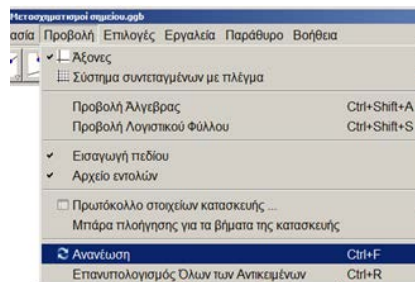 Μετασχηματισμοί σημείου.ggb
ασία Προβολή Επιλογές Εργαλεία Παράθυρο Βοήθεια
Άξονες
Σύστημα συντεταγμένων με πλέγμα
Προβολή Άλγεβρας Ctrl+Shift+A
Προβολή Λογιστικού Φύλλου Ctrl+Shift+S
Εισαγωγή πεδίου
Αρχείο εντολών
Πρωτόκολλο στοιχείων κατασκευής ...
Μπάρα πλοήγησης για τα βήματα της κατασκευής
Ανανέωση Ctrl+F
Επανυπολογισμός Όλων των Αντικειμένων Ctrl+R